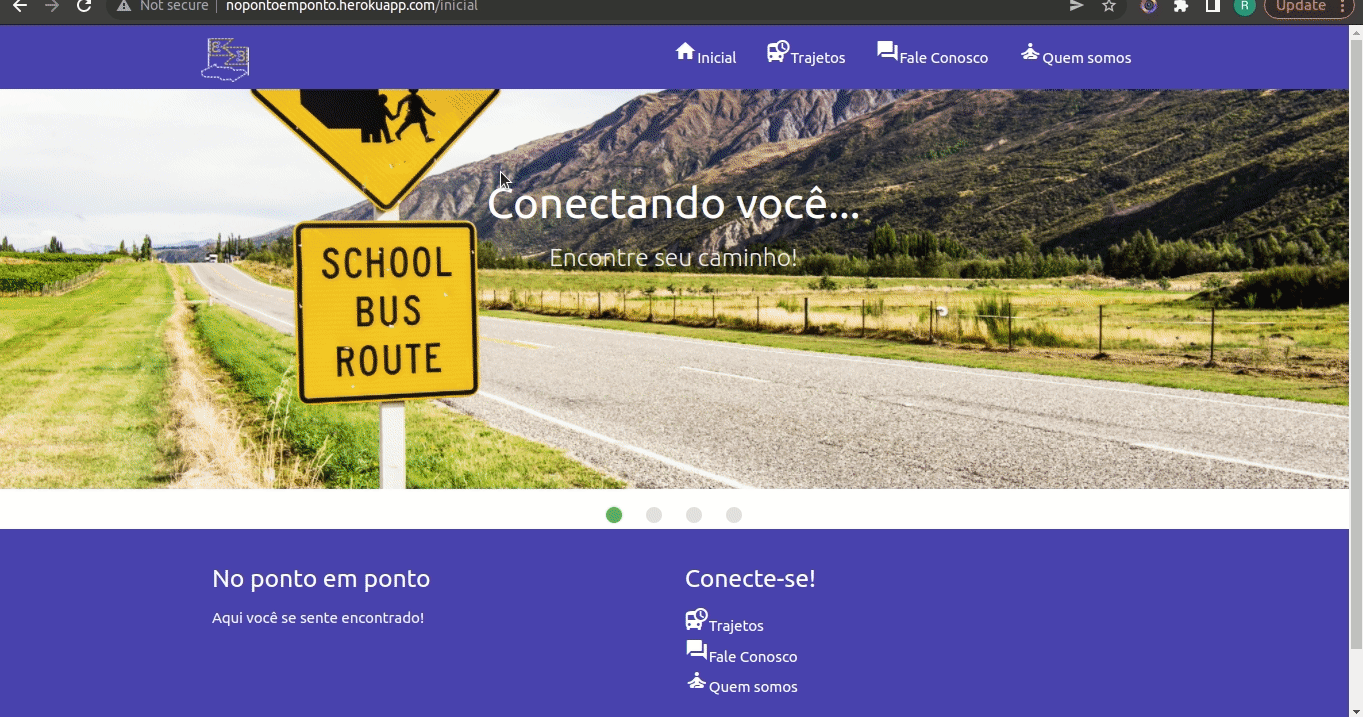 Not secure | nopontoemponto.herokuapp.com/inicial
R
Update
Inicial
Trajetos
Fale Conosco
Quem somos
SCHOOL
BUS
ROUTE
Conectando você...
Encontre seu caminho!
No ponto em ponto
Aqui você se sente encontrado!
Conecte-se!
Trajetos
Fale Conosco
Quem somos